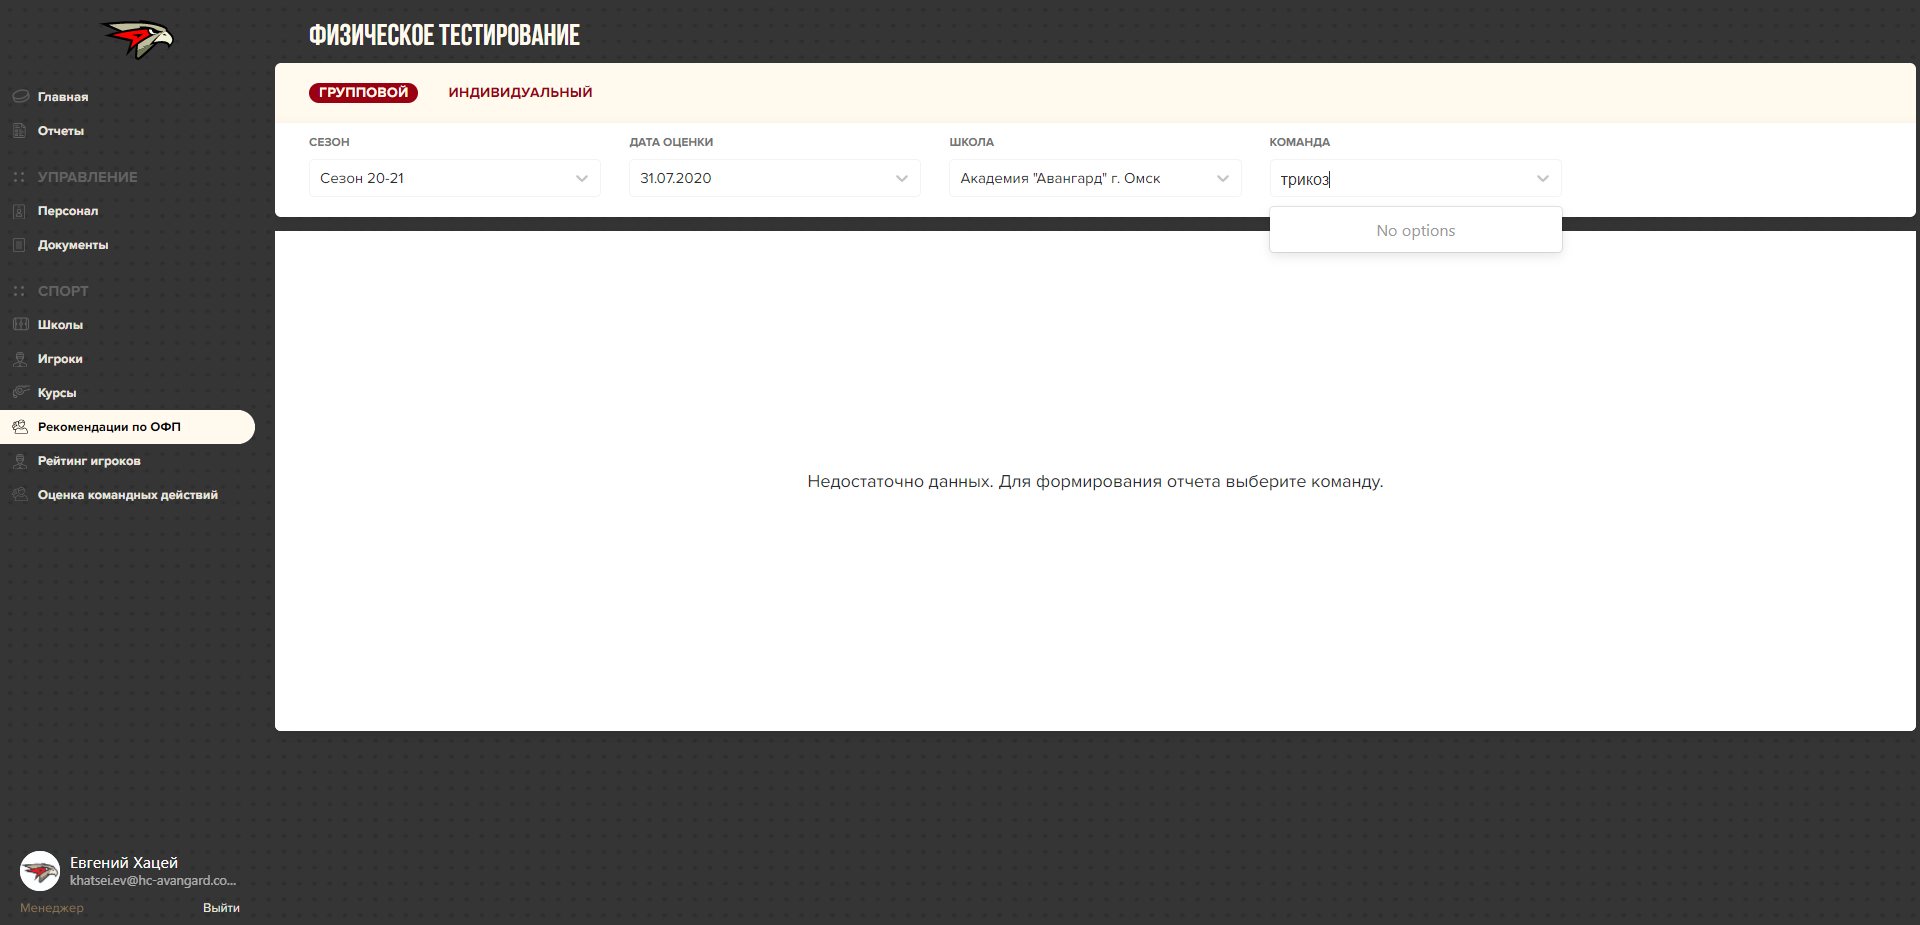 ФИЗИЧЕСКОЕ ТЕСТИРОВАНИЕ
Главная
Отчеты
УПРАВЛЕНИЕ
Персонал
Документы
СПОРТ
Школы
Игроки
Курсы
Рекомендации по ОФП
Рейтинг игроков
Оценка командных действий
Евгений Хацей
khatsei.ev@hc-avangard.co...
Менеджер Выйти
ГРУППОВОЙ ИНДИВИДУАЛЬНЫЙ
СЕЗОН ДАТА ОЦЕНКИ ШКОЛА КОМАНДА
Сезон 20-21 31.07.2020 Академия "Авангард" г. Омск трикоз
No options
Недостаточно данных. Для формирования отчета выберите команду.